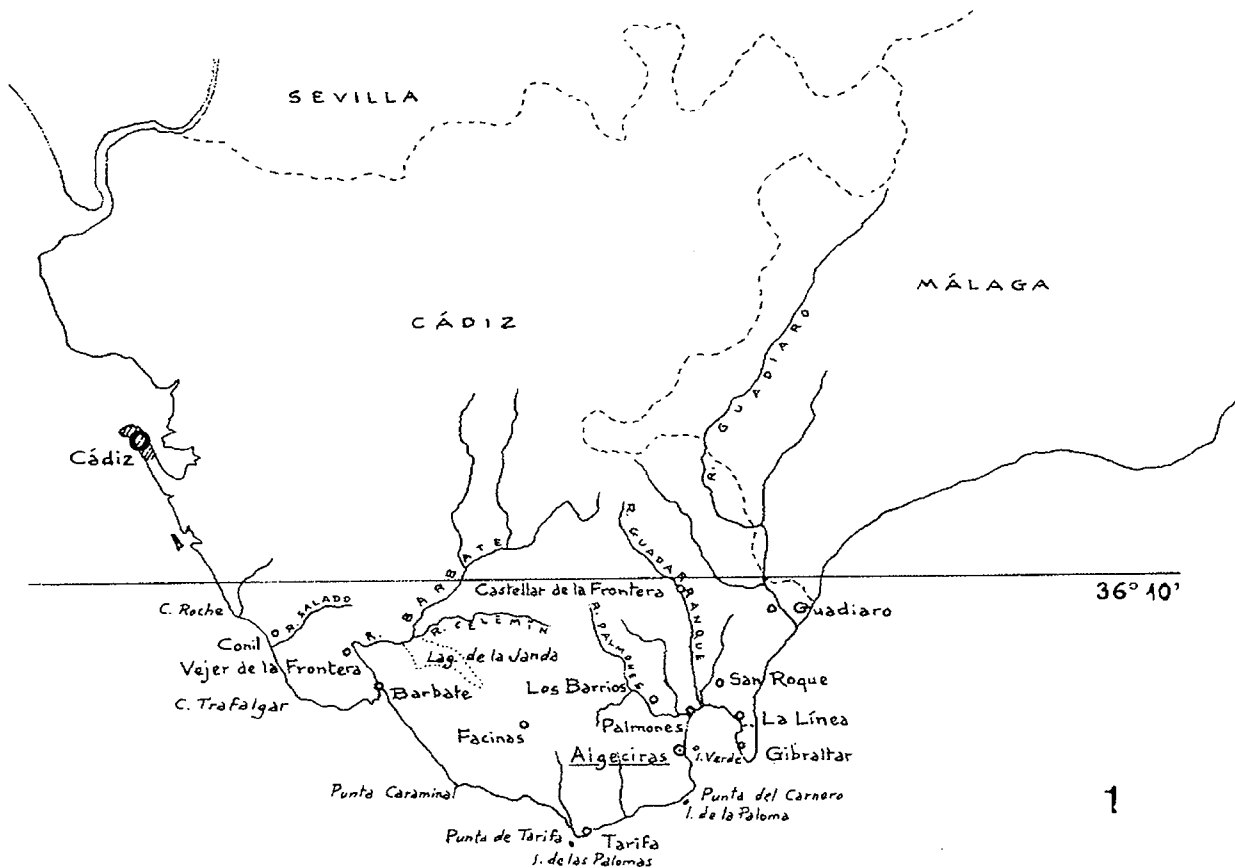 SEVILLA
MÁLAGA
CÁDIZ
R. GUADIARO
Cádiz
R. BARBATE
R. GUADARRANQUE
36° 10'
Castellar de la Frontera
C. Roche
R. SALADO
Guadiaro
R. CELEMÍN
R. PALMONES
Conil
Vejer de la Frontera
Lag. de la Janda
San Roque
Los Barrios
Barbate
C. Trafalgar
La Línea
Palmones
Facinas
Algeciras
I. Verde
Gibraltar
Punta Caraminal
Punta del Carnero
I. de la Paloma
1
Punta de Tarifa
Tarifa
I. de las Palomas